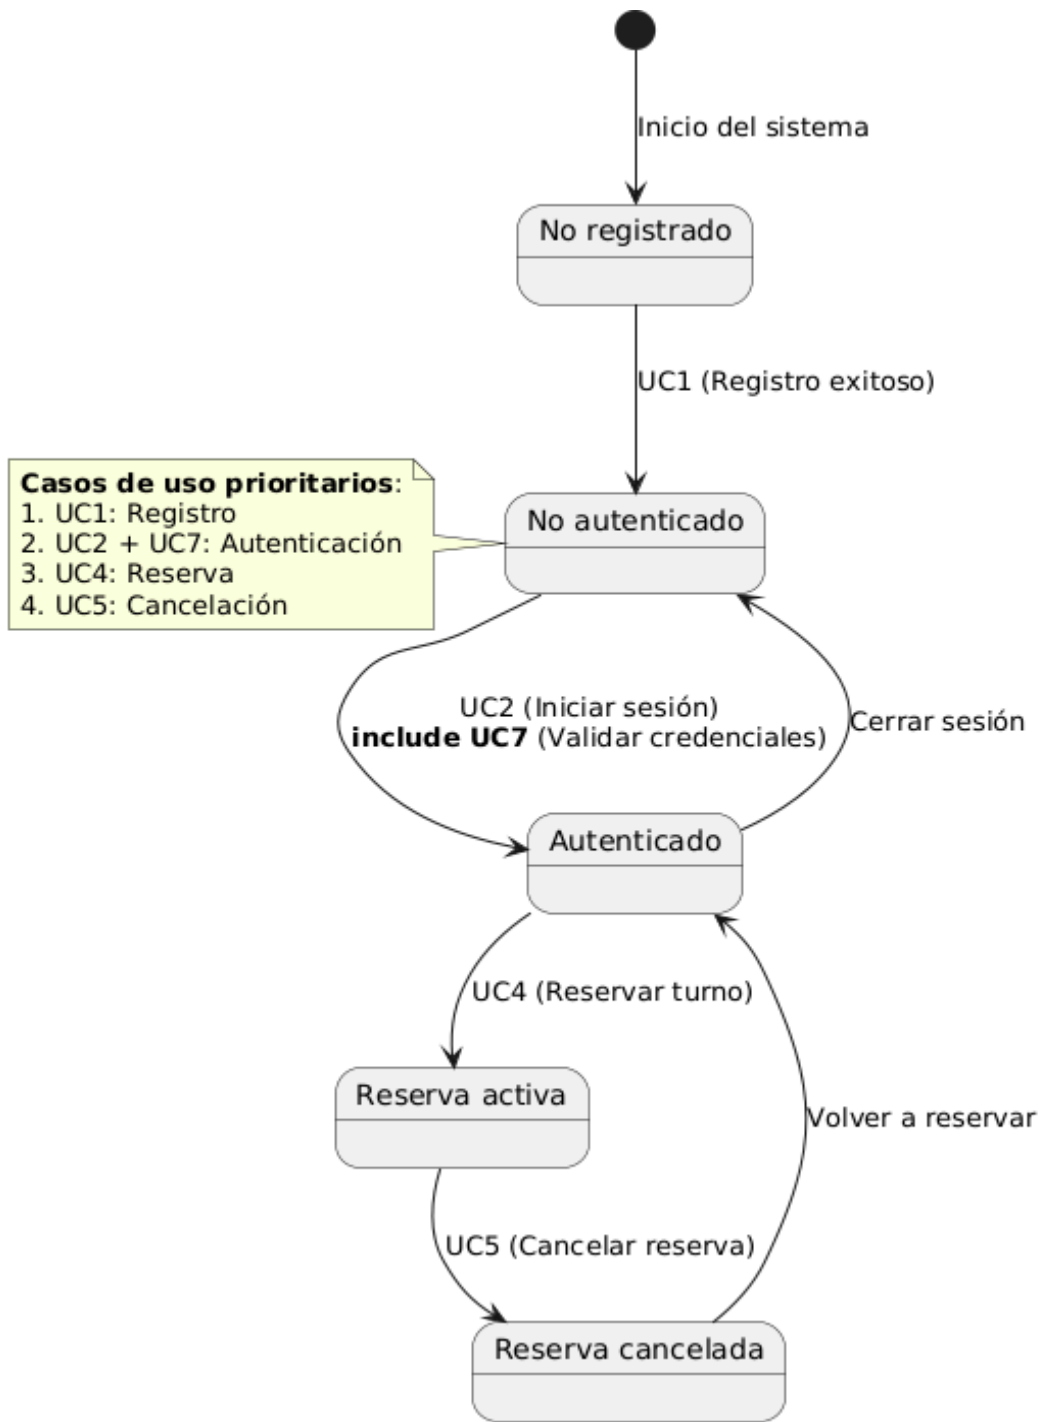 Inicio del sistema
No registrado
UC1 (Registro exitoso)
Casos de uso prioritarios:
1. UC1: Registro
2. UC2 + UC7: Autenticación
3. UC4: Reserva
4. UC5: Cancelación
No autenticado
UC2 (Iniciar sesión)
include UC7 (Validar credenciales)
Cerrar sesión
Autenticado
UC4 (Reservar turno)
Reserva activa
Volver a reservar
UC5 (Cancelar reserva)
Reserva cancelada